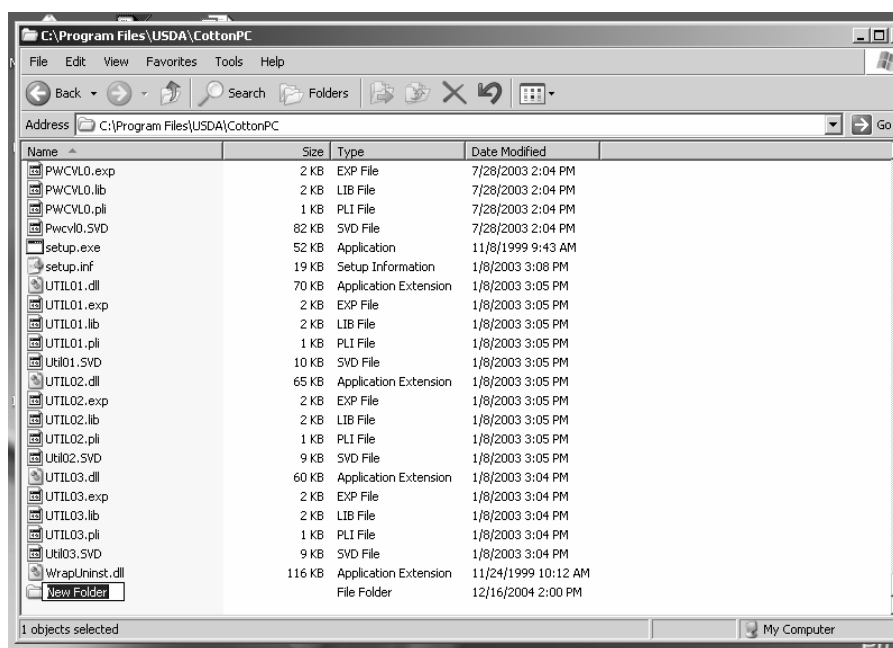 C:\Program Files\USDA\CottonPC
File Edit View Favorites Tools Help
Back Search Folders
Address C:\Program Files\USDA\CottonPC Go
Name Size Type Date Modified
PWCVL0.exp 2 KB EXP File 7/28/2003 2:04 PM
PWCVL0.lib 2 KB LIB File 7/28/2003 2:04 PM
PWCVL0.pli 1 KB PLI File 7/28/2003 2:04 PM
Pwcvl0.SVD 82 KB SVD File 7/28/2003 2:04 PM
setup.exe 52 KB Application 11/8/1999 9:43 AM
setup.inf 19 KB Setup Information 1/8/2003 3:08 PM
UTIL01.dll 70 KB Application Extension 1/8/2003 3:05 PM
UTIL01.exp 2 KB EXP File 1/8/2003 3:05 PM
UTIL01.lib 2 KB LIB File 1/8/2003 3:05 PM
UTIL01.pli 1 KB PLI File 1/8/2003 3:05 PM
Util01.SVD 10 KB SVD File 1/8/2003 3:05 PM
UTIL02.dll 65 KB Application Extension 1/8/2003 3:05 PM
UTIL02.exp 2 KB EXP File 1/8/2003 3:05 PM
UTIL02.lib 2 KB LIB File 1/8/2003 3:05 PM
UTIL02.pli 1 KB PLI File 1/8/2003 3:05 PM
Util02.SVD 9 KB SVD File 1/8/2003 3:05 PM
UTIL03.dll 60 KB Application Extension 1/8/2003 3:04 PM
UTIL03.exp 2 KB EXP File 1/8/2003 3:04 PM
UTIL03.lib 2 KB LIB File 1/8/2003 3:04 PM
UTIL03.pli 1 KB PLI File 1/8/2003 3:04 PM
Util03.SVD 9 KB SVD File 1/8/2003 3:04 PM
WrapUninst.dll 116 KB Application Extension 11/24/1999 10:12 AM
New Folder File Folder 12/16/2004 2:00 PM
1 objects selected My Computer